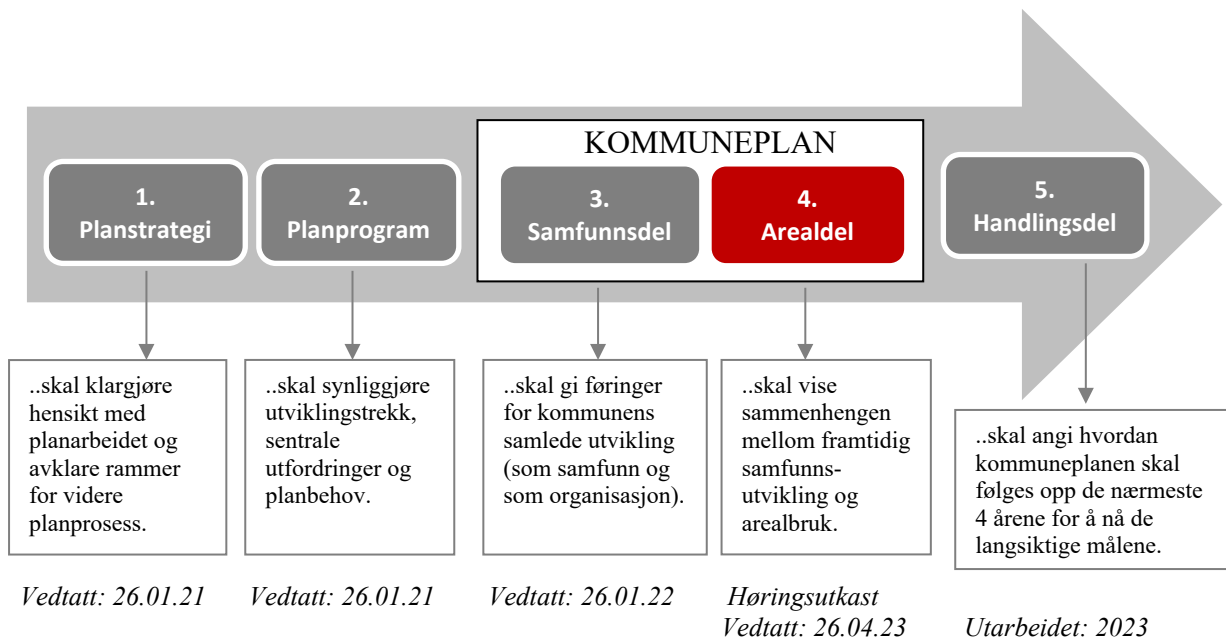 KOMMUNEPLAN
1.
Planstrategi
2.
Planprogram
3.
Samfunnsdel
4.
Arealdel
5.
Handlingsdel
..skal klargjøre
hensikt med
planarbeidet og
avklare rammer
for videre
planprosess.
..skal synliggjøre
utviklingstrekk,
sentrale
utfordringer og
planbehov.
..skal gi føringer
for kommunens
samlede utvikling
(som samfunn og
som organisasjon).
..skal vise
sammenhengen
mellom framtidig
samfunns-
utvikling og
arealbruk.
..skal angi hvordan
kommuneplanen skal
følges opp de nærmeste
4 årene for å nå de
langsiktige målene.
Vedtatt: 26.01.21
Vedtatt: 26.01.21
Vedtatt: 26.01.22
Høringsutkast
Vedtatt: 26.04.23
Utarbeidet: 2023